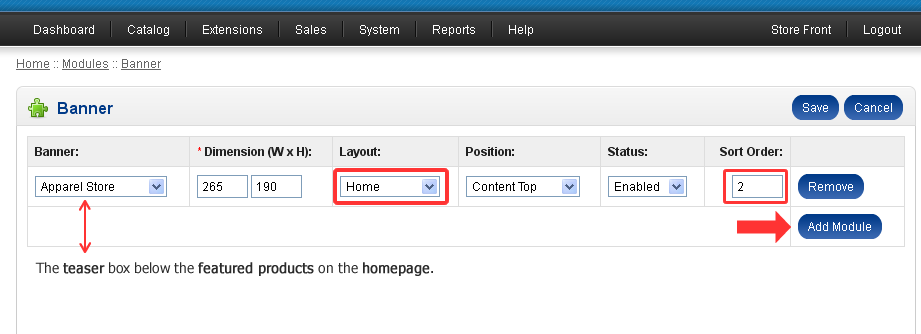 Dashboard Catalog Extensions Sales System Reports Help Store Front Logout
Home :: Modules :: Banner
Banner Save Cancel
Banner: * Dimension (W x H): Layout: Position: Status: Sort Order:
Apparel Store 265 190 Home Content Top Enabled 2 Remove
Add Module
The teaser box below the featured products on the homepage.